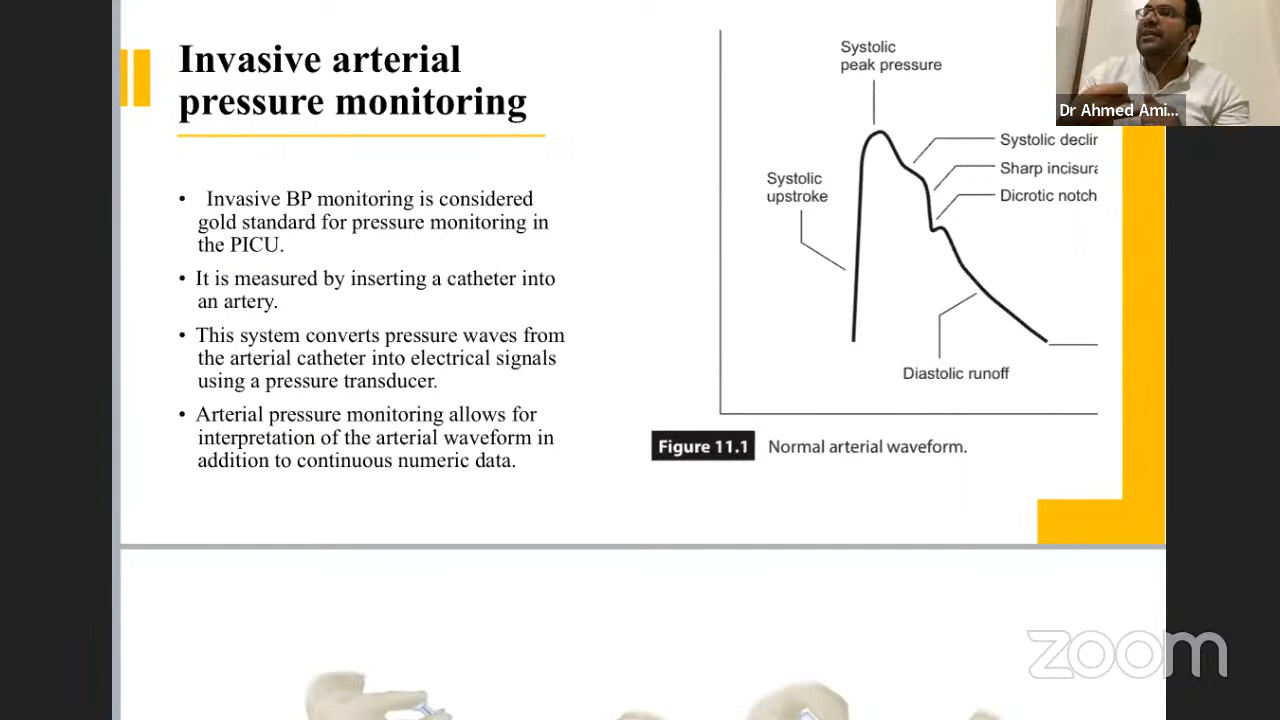 Invasive arterial
pressure monitoring
• Invasive BP monitoring is considered
gold standard for pressure monitoring in
the PICU.
• It is measured by inserting a catheter into
an artery.
• This system converts pressure waves from
the arterial catheter into electrical signals
using a pressure transducer.
• Arterial pressure monitoring allows for
interpretation of the arterial waveform in
addition to continuous numeric data.
Systolic
peak pressure
Systolic
Sharp
Dicrotic notch
Systolic
upstroke
Diastolic runoff
Figure 11.1 Normal arterial waveform.
Dr Ahmed Ami...
zoom